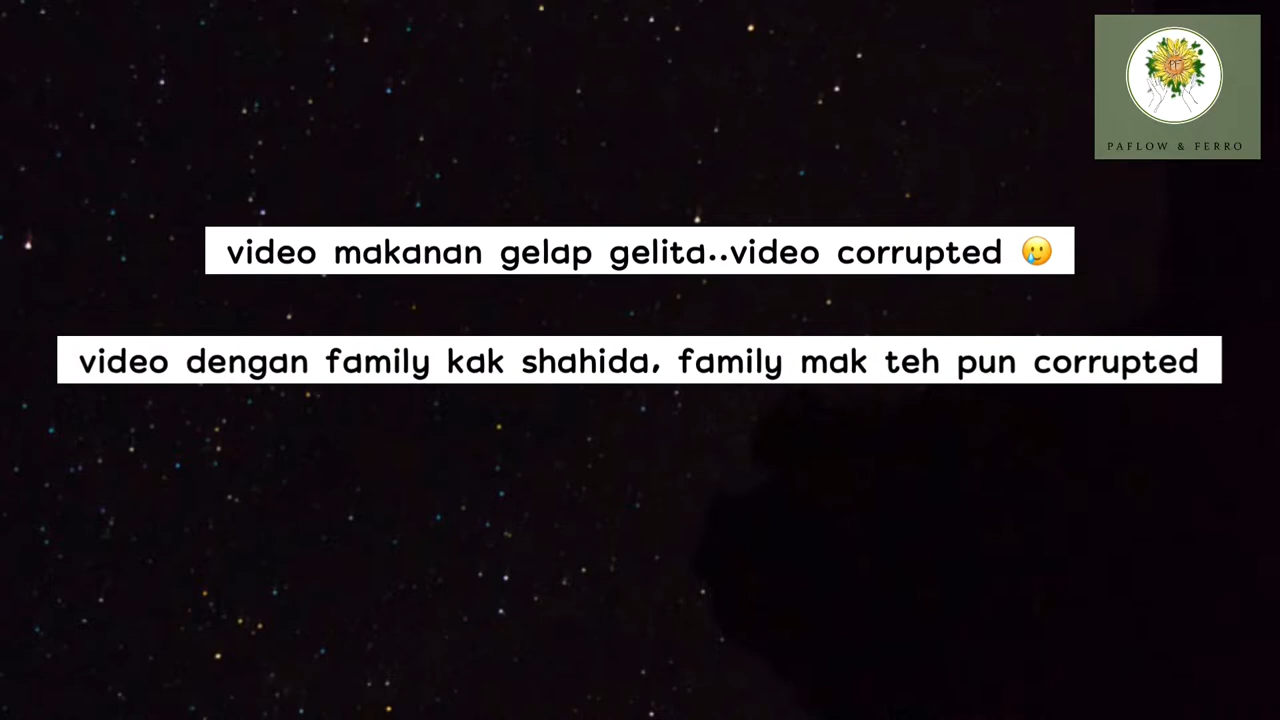 PAFLOW & FERRO
video makanan gelap gelita..video corrupted 🥲
video dengan family kak shahida, family mak teh pun corrupted